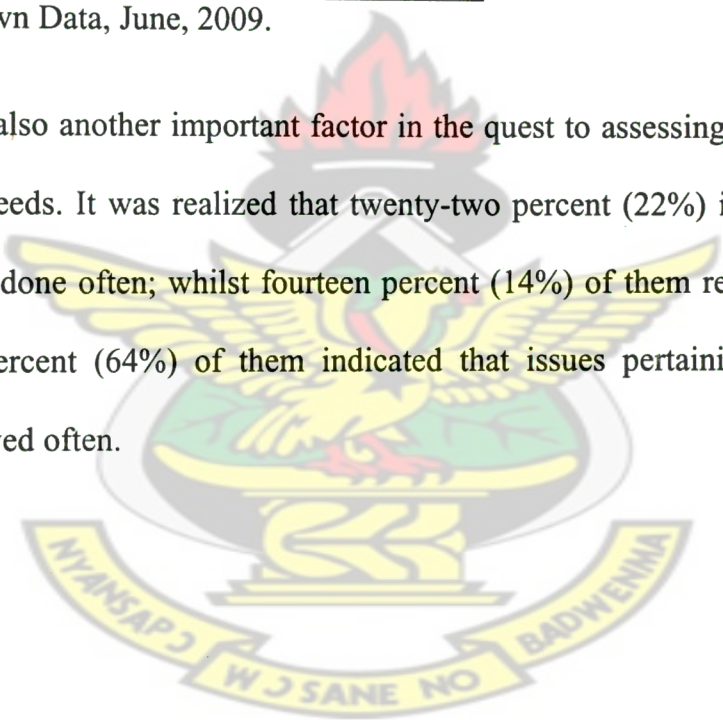 wn Data, June, 2009.
also another important factor in the quest to assessing
eeds. It was realized that twenty-two percent (22%) i
done often; whilst fourteen percent (14%) of them re
ercent (64%) of them indicated that issues pertaini
ed often.
NYANSAPƆ WƆSANE NO BADWENMA